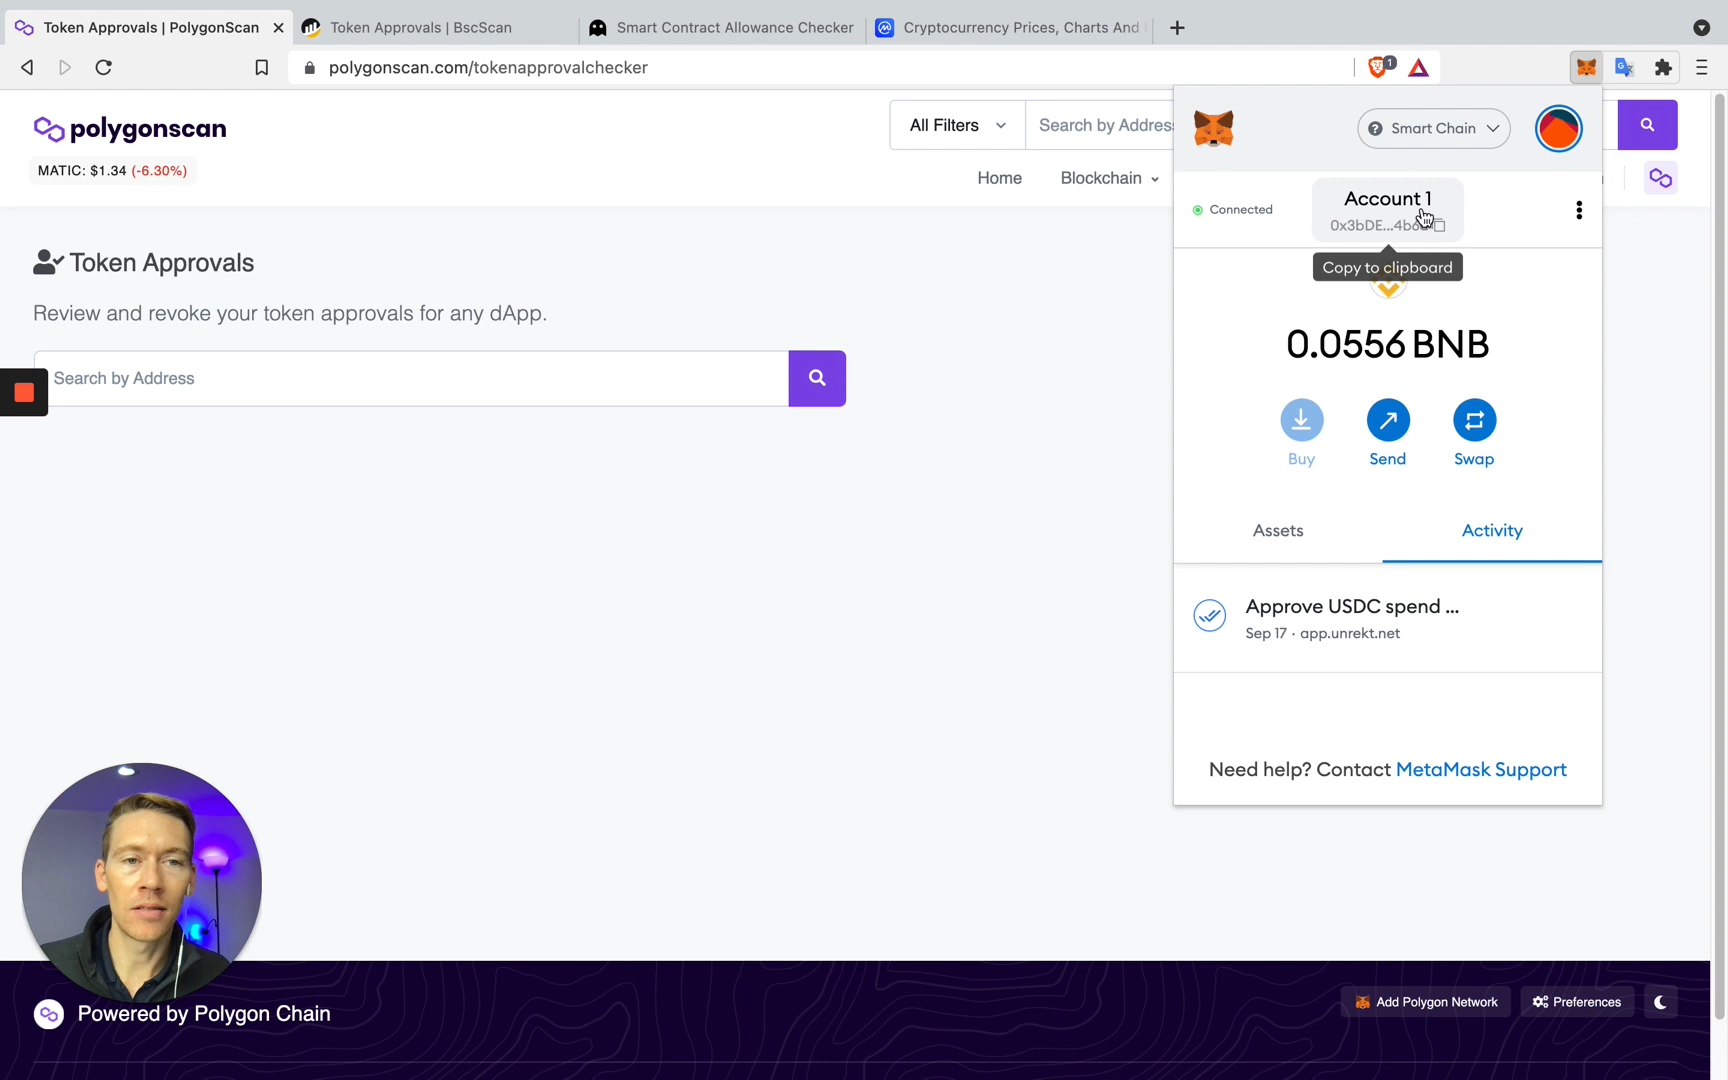 Token Approvals | PolygonScan
Token Approvals | BscScan
Smart Contract Allowance Checker
Cryptocurrency Prices, Charts And
polygonscan.com/tokenapprovalchecker
1
polygonscan
MATIC: $1.34 (-6.30%)
All Filters
Search by Addres
Home
Blockchain
Smart Chain
Connected
Account 1
0x3bDE...4b6
Copy to clipboard
Token Approvals
Review and revoke your token approvals for any dApp.
Search by Address
0.0556 BNB
Buy
Send
Swap
Assets
Activity
Approve USDC spend ...
Sep 17 · app.unrekt.net
Need help? Contact MetaMask Support
Powered by Polygon Chain
Add Polygon Network
Preferences